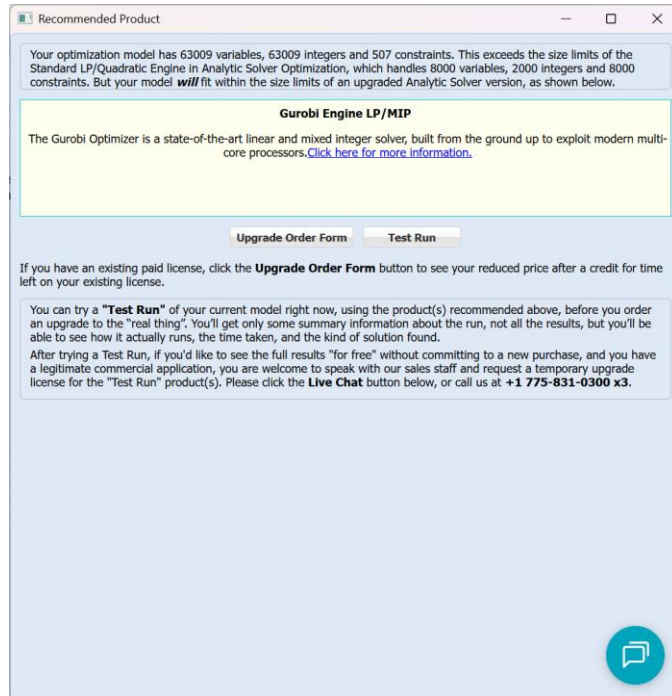 Recommended Product
Your optimization model has 63009 variables, 63009 integers and 507 constraints. This exceeds the size limits of the
Standard LP/Quadratic Engine in Analytic Solver Optimization, which handles 8000 variables, 2000 integers and 8000
constraints. But your model will fit within the size limits of an upgraded Analytic Solver version, as shown below.
Gurobi Engine LP/MIP
The Gurobi Optimizer is a state-of-the-art linear and mixed integer solver, built from the ground up to exploit modern multi-
core processors.Click here for more information.
Upgrade Order Form Test Run
If you have an existing paid license, click the Upgrade Order Form button to see your reduced price after a credit for time
left on your existing license.
You can try a "Test Run" of your current model right now, using the product(s) recommended above, before you order
an upgrade to the “real thing”. You'll get only some summary information about the run, not all the results, but you'll be
able to see how it actually runs, the time taken, and the kind of solution found.
After trying a Test Run, if you'd like to see the full results "for free" without committing to a new purchase, and you have
a legitimate commercial application, you are welcome to speak with our sales staff and request a temporary upgrade
license for the "Test Run" product(s). Please click the Live Chat button below, or call us at +1 775-831-0300 x3.